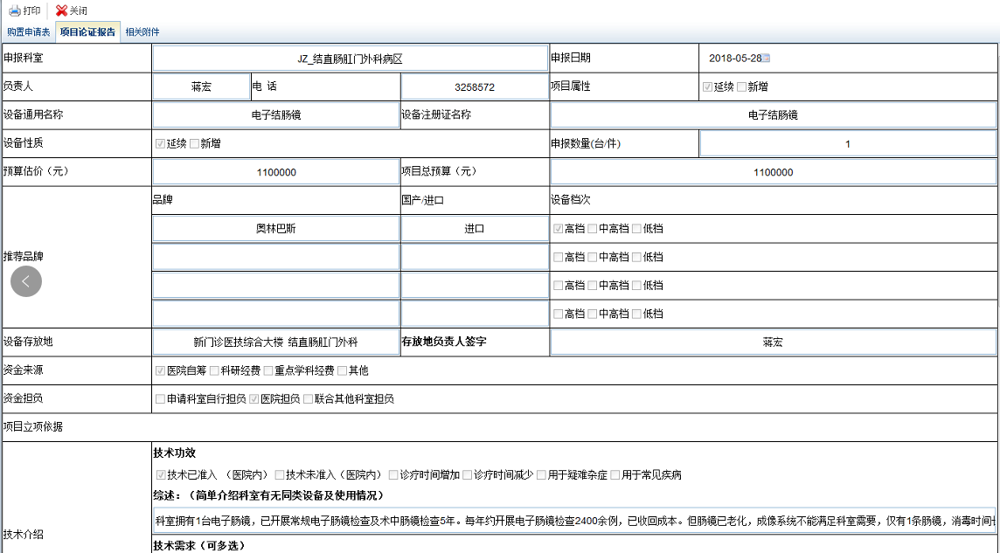 打印 关闭
购置申请表 项目论证报告 相关附件
申报科室 JZ_结直肠肛门外科病区 申报日期 2018-05-28
负责人 蒋宏 电 话 3258572 项目属性 延续 新增
设备通用名称 电子结肠镜 设备注册证名称 电子结肠镜
设备性质 延续 新增 申报数量(台/件) 1
预算估价（元） 1100000 项目总预算（元） 1100000
品牌 国产/进口 设备档次
奥林巴斯 进口 高档 中高档 低档
推荐品牌 高档 中高档 低档
高档 中高档 低档
高档 中高档 低档
设备存放地 新门诊医技综合大楼 结直肠肛门外科 存放地负责人签字 蒋宏
资金来源 医院自筹 科研经费 重点学科经费 其他
资金担负 申请科室自行担负 医院担负 联合其他科室担负
项目立项依据
技术功效
技术已准入 （医院内） 技术未准入（医院内） 诊疗时间增加 诊疗时间减少 用于疑难杂症 用于常见疾病
综述：（简单介绍科室有无同类设备及使用情况）
科室拥有1台电子肠镜，已开展常规电子肠镜检查及术中肠镜检查5年。每年约开展电子肠镜检查2400余例，已收回成本。但肠镜已老化，成像系统不能满足科室需要，仅有1条肠镜，消毒时间
技术介绍
技术需求（可多选）